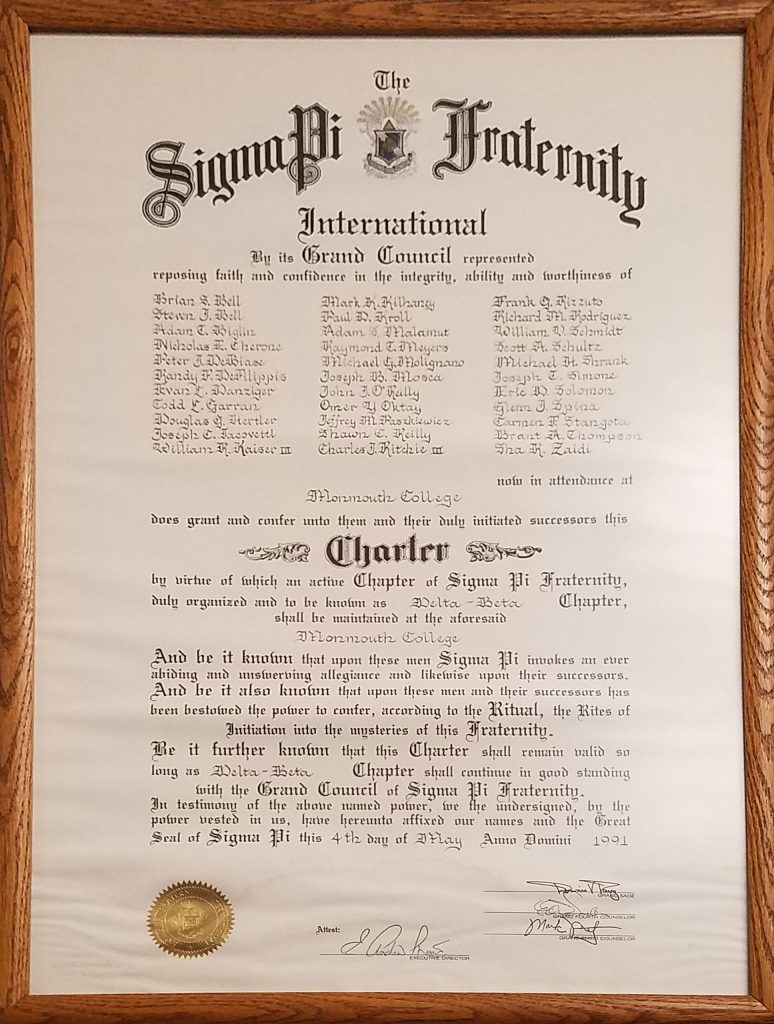 The
Sigma Pi Fraternity
International
By its Grand Council represented
reposing faith and confidence in the integrity, ability and worthiness of
Brian S. Bell
Steven J. Bell
Adam T. Biglin
Nicholas E. Cherone
Peter J. DeBiase
Randy F. DeFilippis
Evan L. Danziger
Todd L. Garran
Douglas G. Hertler
Joseph C. Iacovetti
William R. Kaiser III
Mark K. Kilhaney
Paul D. Kroll
Adam S. Malamut
Raymond T. Meyers
Michael G. Molignano
Joseph B. Mosca
John J. O'Reilly
Omer Y. Oktay
Jeffrey M. Paszkiewicz
Shawn C. Reilly
Charles J. Ritchie III
Frank G. Rizzuto
Richard M. Rodriguez
William V. Schmidt
Scott A. Schultz
Michael H. Shrank
Joseph T. Simone
Eric D. Solomon
Glenn J. Spina
Carmen F. Stangota
Brant A. Thompson
Sha K. Zaidi
now in attendance at
Monmouth College
does grant and confer unto them and their duly initiated successors this
Charter
by virtue of which an active Chapter of Sigma Pi Fraternity,
duly organized and to be known as Delta-Beta Chapter,
shall be maintained at the aforesaid
Monmouth College
And be it known that upon these men Sigma Pi invokes an ever
abiding and unswerving allegiance and likewise upon their successors.
And be it also known that upon these men and their successors has
been bestowed the power to confer, according to the Ritual, the Rites of
Initiation into the mysteries of this Fraternity.
Be it further known that this Charter shall remain valid so
long as Delta-Beta Chapter shall continue in good standing
with the Grand Council of Sigma Pi Fraternity.
In testimony of the above named power, we the undersigned, by the
power vested in us, have hereunto affixed our names and the Great
Seal of Sigma Pi this 4th day of May Anno Domini 1991
GRAND SAGE
GRAND FOURTH COUNSELOR
Mark
GRAND THIRD COUNSELOR
Attest:
EXECUTIVE DIRECTOR